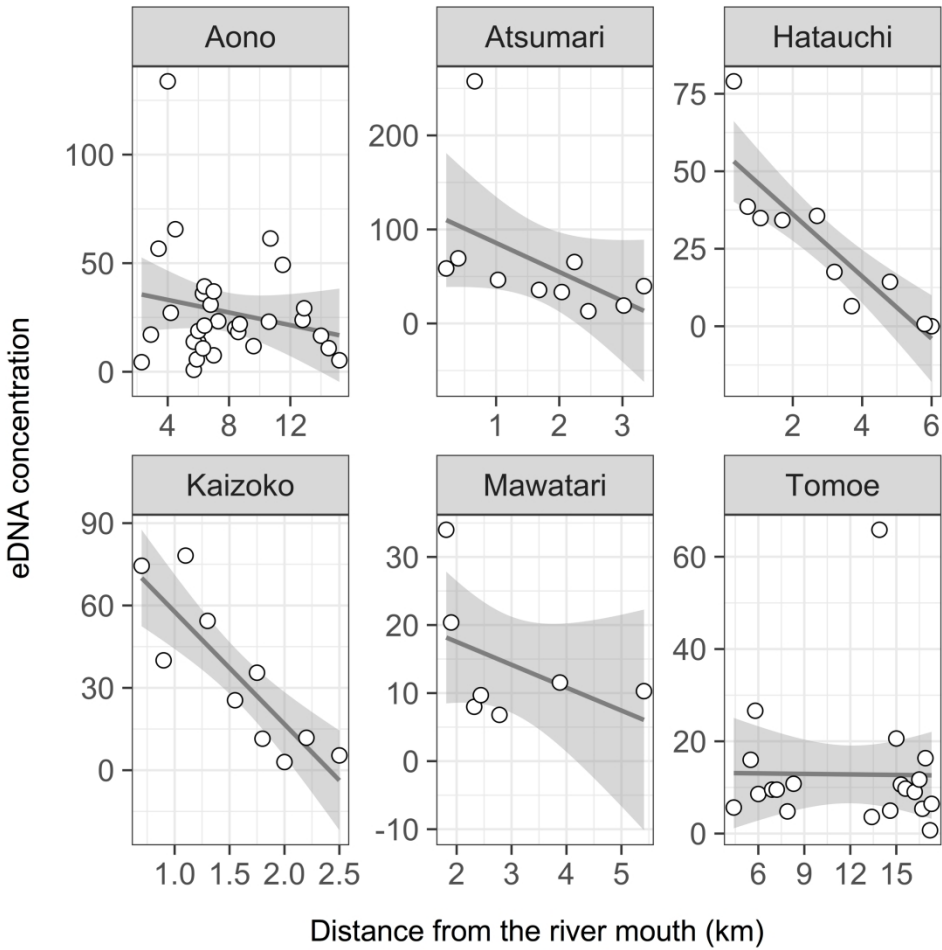 Aono
Atsumari
Hatauchi
100
50
0
4 8 12
200
100
0
1 2 3
75
50
25
0
2 4 6
Kaizoko
Mawatari
Tomoe
90
60
30
0
1.0 1.5 2.0 2.5
30
20
10
0
-10
2 3 4 5
60
40
20
0
6 9 12 15
eDNA concentration
Distance from the river mouth (km)